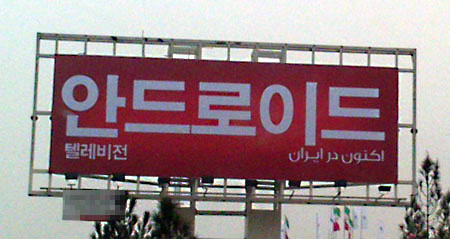 안드로이드
텔레비전
اکنون در ایران